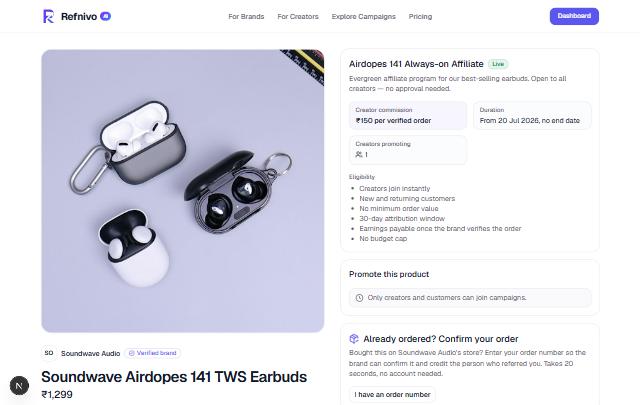 Refnivo AI
For Brands
For Creators
Explore Campaigns
Pricing
Dashboard
Airdopes 141 Always-on Affiliate
Live
Evergreen affiliate program for our best-selling earbuds. Open to all
creators — no approval needed.
Creator commission
₹150 per verified order
Duration
From 20 Jul 2026, no end date
Creators promoting
1
Eligibility
• Creators join instantly
• New and returning customers
• No minimum order value
• 30-day attribution window
• Earnings payable once the brand verifies the order
• No budget cap
Promote this product
Only creators and customers can join campaigns.
Already ordered? Confirm your order
Bought this on Soundwave Audio's store? Enter your order number so the
brand can confirm it and credit the person who referred you. Takes 20
seconds, no account needed.
I have an order number
SO
Soundwave Audio
Verified brand
Soundwave Airdopes 141 TWS Earbuds
₹1,299
N